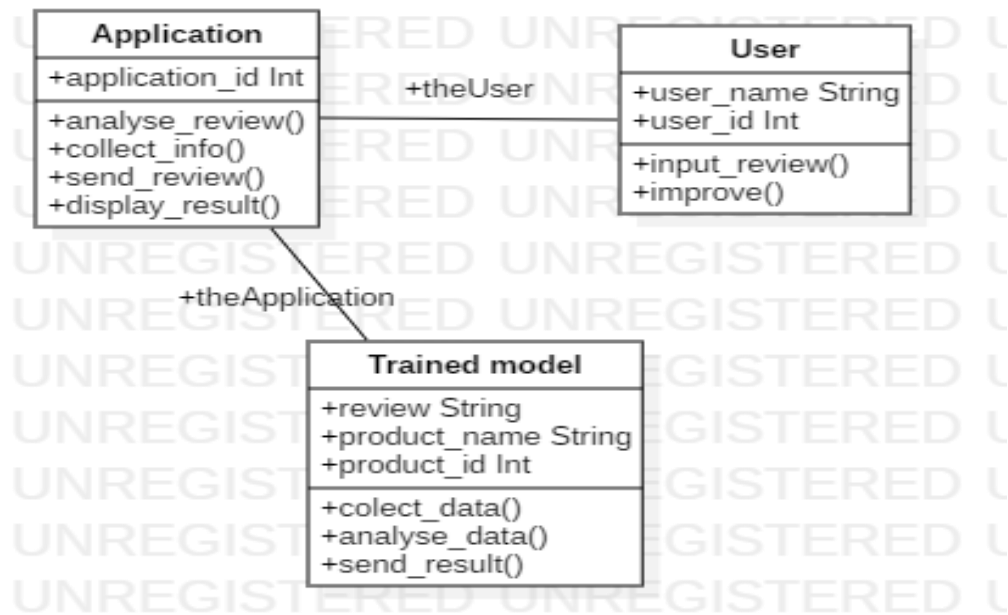 Application
+application_id Int
+analyse_review()
+collect_info()
+send_review()
+display_result()
+theUser
User
+user_name String
+user_id Int
+input_review()
+improve()
+theApplication
Trained model
+review String
+product_name String
+product_id Int
+colect_data()
+analyse_data()
+send_result()
UNREGISTERED UNREGISTERED